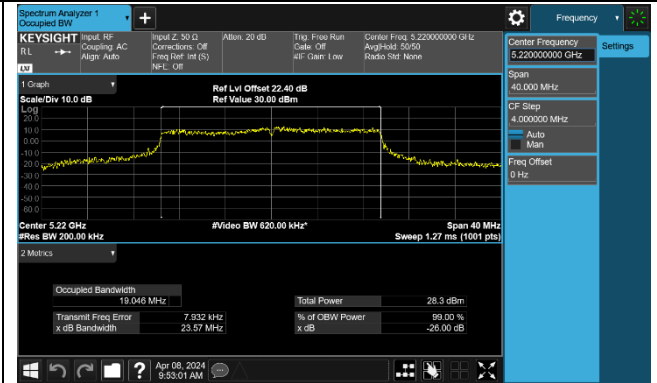 Spectrum Analyzer 1
Occupied BW
Frequency
KEYSIGHT
RL
LXI
Input: RF
Coupling: AC
Align: Auto
Input Z: 50 Ω
Corrections: Off
Freq Ref: Int (S)
NFE: Off
Atten: 20 dB
Trig: Free Run
Gate: Off
#IF Gain: Low
Center Freq: 5.220000000 GHz
Avg|Hold: 50/50
Radio Std: None
Center Frequency
5.220000000 GHz
Settings
Span
40.000 MHz
CF Step
4.000000 MHz
Auto
Man
Freq Offset
0 Hz
1 Graph
Scale/Div 10.0 dB
Ref Lvl Offset 22.40 dB
Ref Value 30.00 dBm
Log
20.0
10.0
0.00
-10.0
-20.0
-30.0
-40.0
-50.0
-60.0
Center 5.22 GHz
#Video BW 620.00 kHz*
Span 40 MHz
#Res BW 200.00 kHz
Sweep 1.27 ms (1001 pts)
2 Metrics
Occupied Bandwidth
19.046 MHz
Total Power 28.3 dBm
Transmit Freq Error 7.932 kHz
% of OBW Power 99.00 %
x dB Bandwidth 23.57 MHz
x dB -26.00 dB
?
Apr 08, 2024
9:53:01 AM